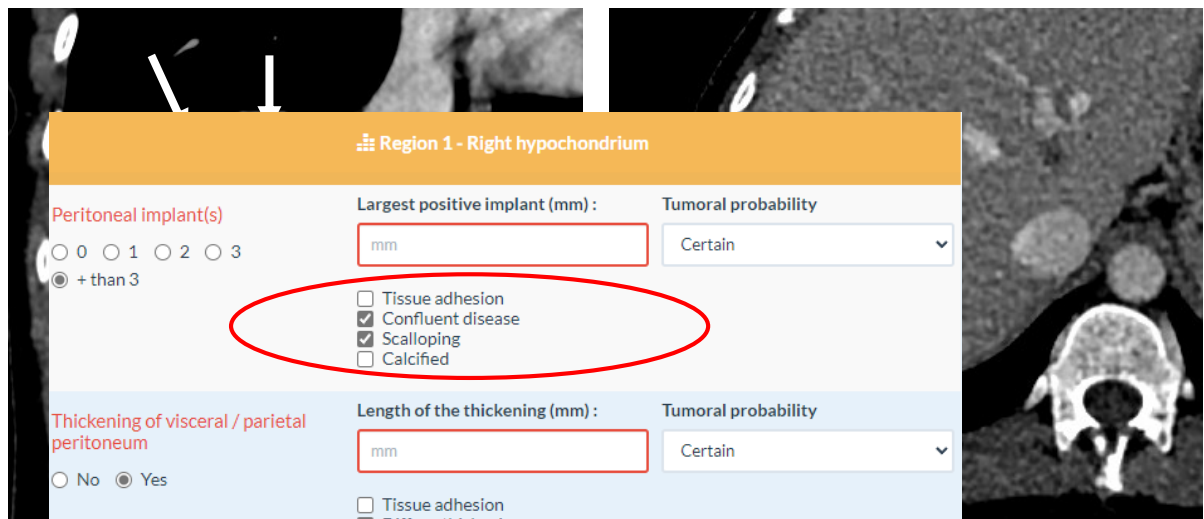 Region 1 - Right hypochondrium
Peritoneal implant(s)
Largest positive implant (mm) :
Tumoral probability
0 1 2 3
+ than 3
mm
Certain
Tissue adhesion
Confluent disease
Scalloping
Calcified
Thickening of visceral / parietal
peritoneum
Length of the thickening (mm) :
Tumoral probability
No Yes
mm
Certain
Tissue adhesion